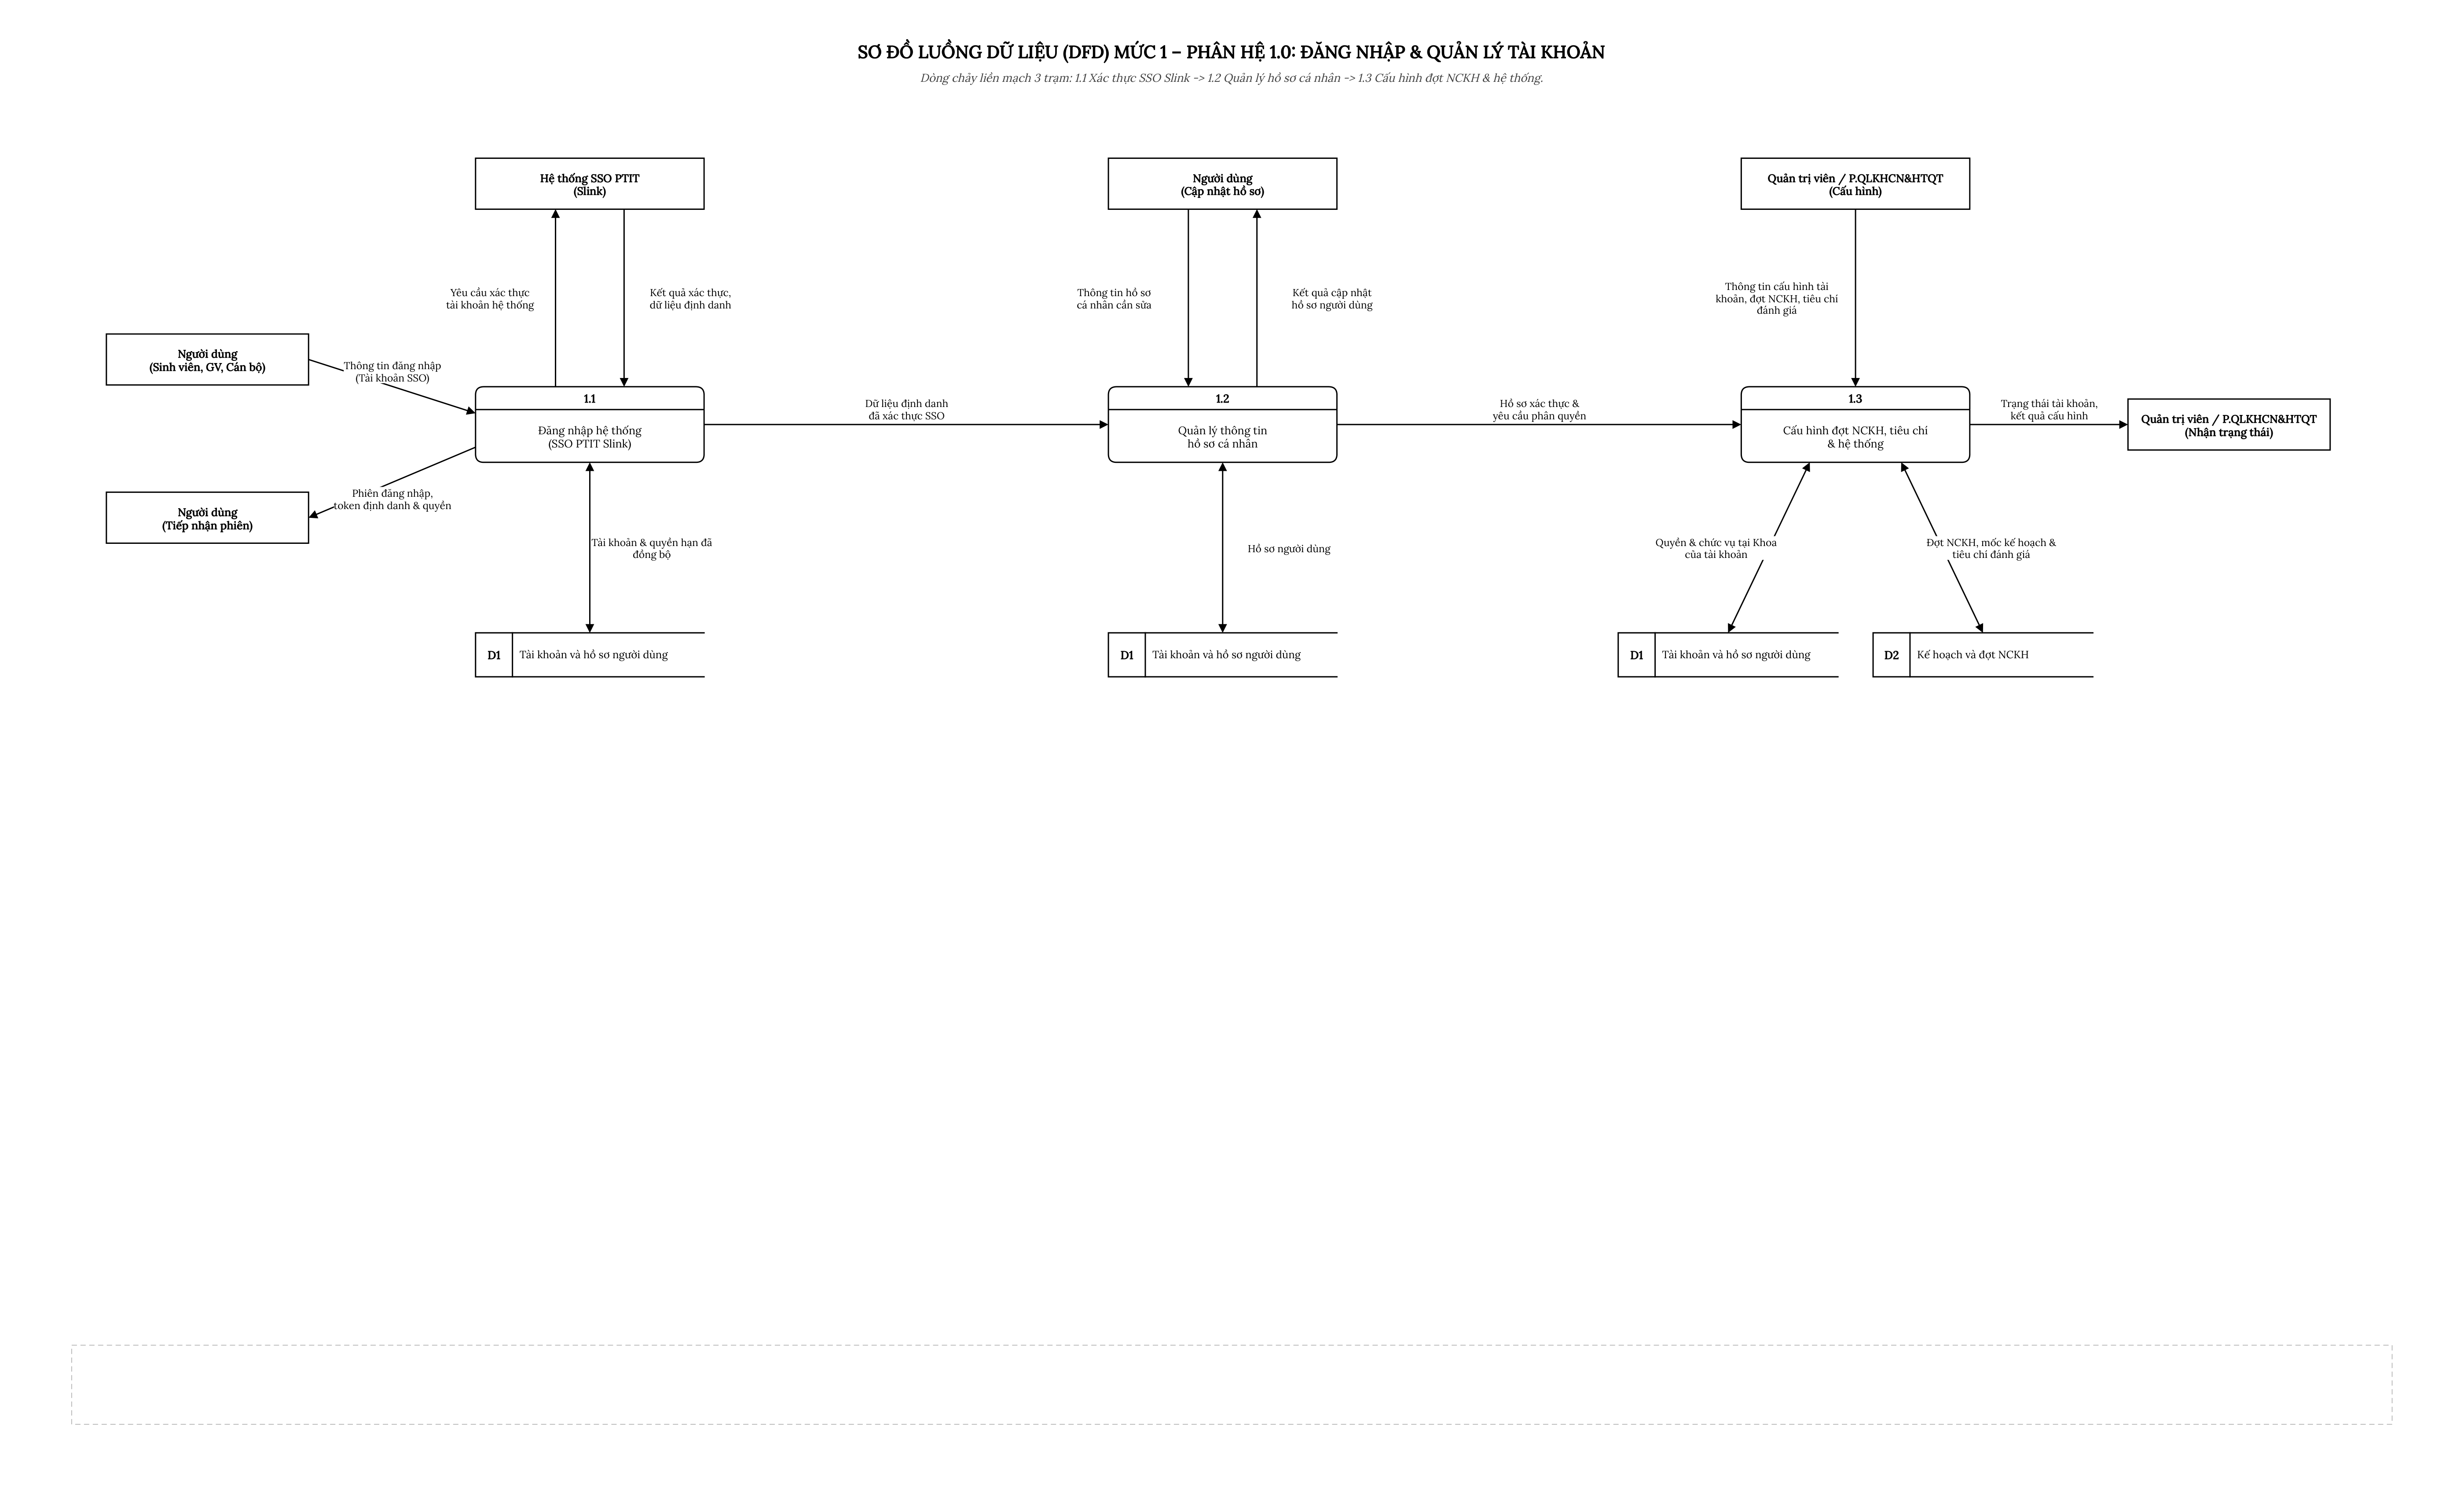 SƠ ĐỒ LUỒNG DỮ LIỆU (DFD) MỨC 1 – PHÂN HỆ 1.0: ĐĂNG NHẬP & QUẢN LÝ TÀI KHOẢN
Dòng chảy liền mạch 3 trạm: 1.1 Xác thực SSO Slink -> 1.2 Quản lý hồ sơ cá nhân -> 1.3 Cấu hình đợt NCKH & hệ thống.
Hệ thống SSO PTIT
(Slink)
Người dùng
(Cập nhật hồ sơ)
Quản trị viên / P.QLKHCN&HTQT
(Cấu hình)
Yêu cầu xác thực
tài khoản hệ thống
Kết quả xác thực,
dữ liệu định danh
Thông tin hồ sơ
cá nhân cần sửa
Kết quả cập nhật
hồ sơ người dùng
Thông tin cấu hình tài
khoản, đợt NCKH, tiêu chí
đánh giá
Người dùng
(Sinh viên, GV, Cán bộ)
Thông tin đăng nhập
(Tài khoản SSO)
1.1
Đăng nhập hệ thống
(SSO PTIT Slink)
Dữ liệu định danh
đã xác thực SSO
1.2
Quản lý thông tin
hồ sơ cá nhân
Hồ sơ xác thực &
yêu cầu phân quyền
1.3
Cấu hình đợt NCKH, tiêu chí
& hệ thống
Trạng thái tài khoản,
kết quả cấu hình
Quản trị viên / P.QLKHCN&HTQT
(Nhận trạng thái)
Người dùng
(Tiếp nhận phiên)
Phiên đăng nhập,
token định danh & quyền
Tài khoản & quyền hạn đã
đồng bộ
Hồ sơ người dùng
Quyền & chức vụ tại Khoa
của tài khoản
Đợt NCKH, mốc kế hoạch &
tiêu chí đánh giá
D1 Tài khoản và hồ sơ người dùng
D1 Tài khoản và hồ sơ người dùng
D1 Tài khoản và hồ sơ người dùng
D2 Kế hoạch và đợt NCKH